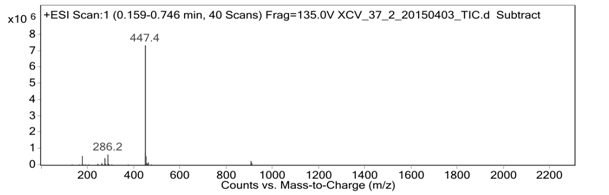 x10 6
+ESI Scan:1 (0.159-0.746 min, 40 Scans) Frag=135.0V XCV_37_2_20150403_TIC.d Subtract
8
7
6
5
4
3
2
1
0
447.4
286.2
200 400 600 800 1000 1200 1400 1600 1800 2000 2200
Counts vs. Mass-to-Charge (m/z)